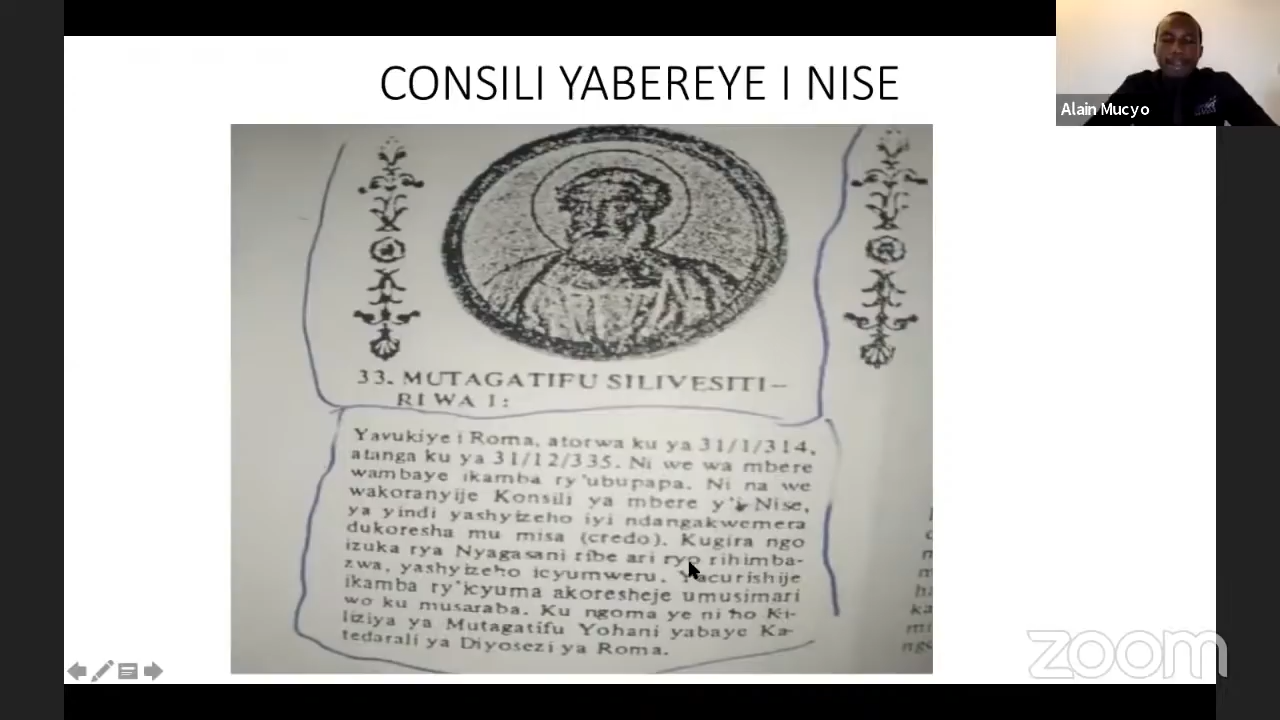 CONSILI YABEREYE I NISE
Alain Mucyo
33. MUTAGATIFU SILIVESITI-
RI WA I:
Yavukiye i Roma, atorwa ku ya 31/1/314,
atanga ku ya 31/12/335. Ni we wa mbere
wambaye ikamba ry'ubupapa. Ni na we
wakoranyije Konsili ya mbere y'i Nise,
ya yindi yashyizeho iyi ndangakwemera
dukoresha mu misa (credo). Kugira ngo
izuka rya Nyagasani ribe ari ryo rihimba-
zwa, yashyizeho icyumweru. Yacurishije
ikamba ry'icyuma akoresheje umusimari
wo ku musaraba. Ku ngoma ye ni ho Ki-
liziya ya Mutagatifu Yohani yabaye Ka-
tedarali ya Diyosezi ya Roma.
zoom